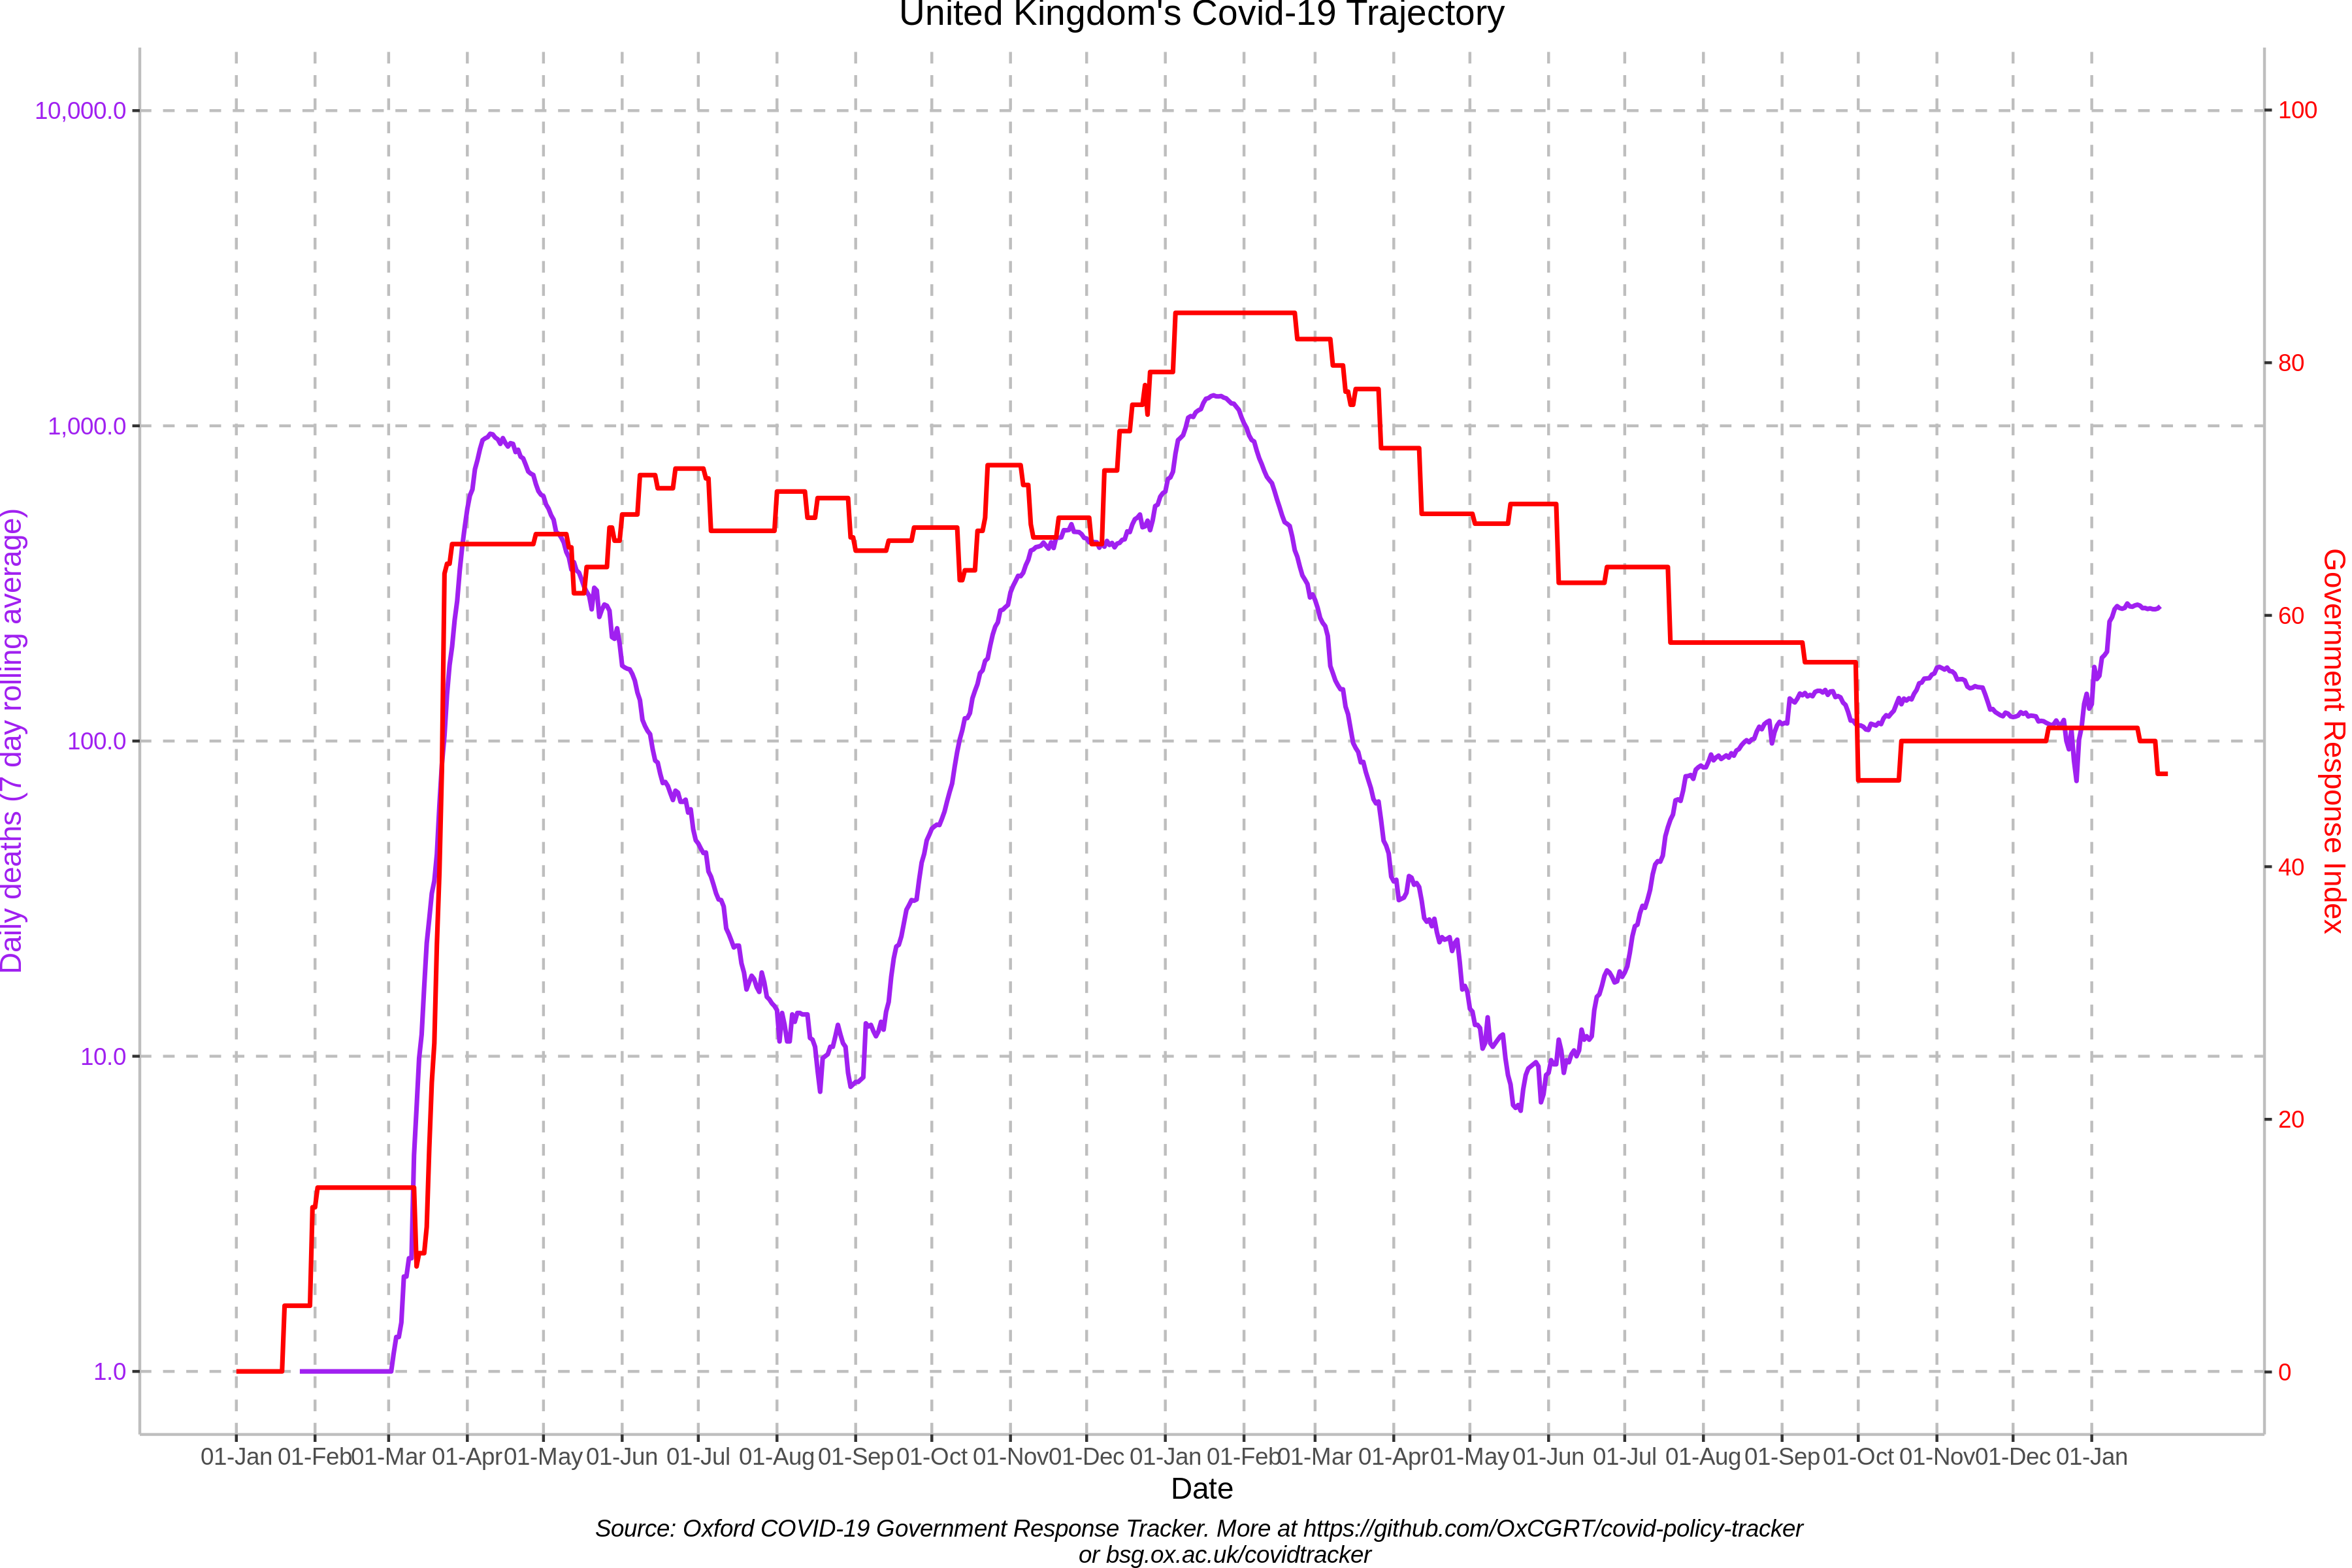 United Kingdom's Covid-19 Trajectory
10,000.0
1,000.0
100.0
10.0
1.0
Daily deaths (7 day rolling average)
100
80
60
40
20
0
Government Response Index
01-Jan 01-Feb 01-Mar 01-Apr 01-May 01-Jun 01-Jul 01-Aug 01-Sep 01-Oct 01-Nov 01-Dec 01-Jan 01-Feb 01-Mar 01-Apr 01-May 01-Jun 01-Jul 01-Aug 01-Sep 01-Oct 01-Nov 01-Dec 01-Jan
Date
Source: Oxford COVID-19 Government Response Tracker. More at https://github.com/OxCGRT/covid-policy-tracker
or bsg.ox.ac.uk/covidtracker